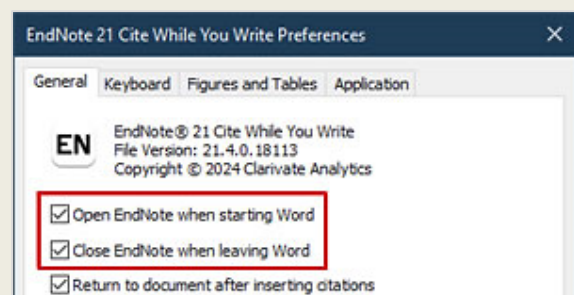 EndNote 21 Cite While You Write Preferences
General Keyboard Figures and Tables Application
EN
EndNote® 21 Cite While You Write
File Version: 21.4.0.18113
Copyright © 2024 Clarivate Analytics
Open EndNote when starting Word
Close EndNote when leaving Word
Return to document after inserting citations